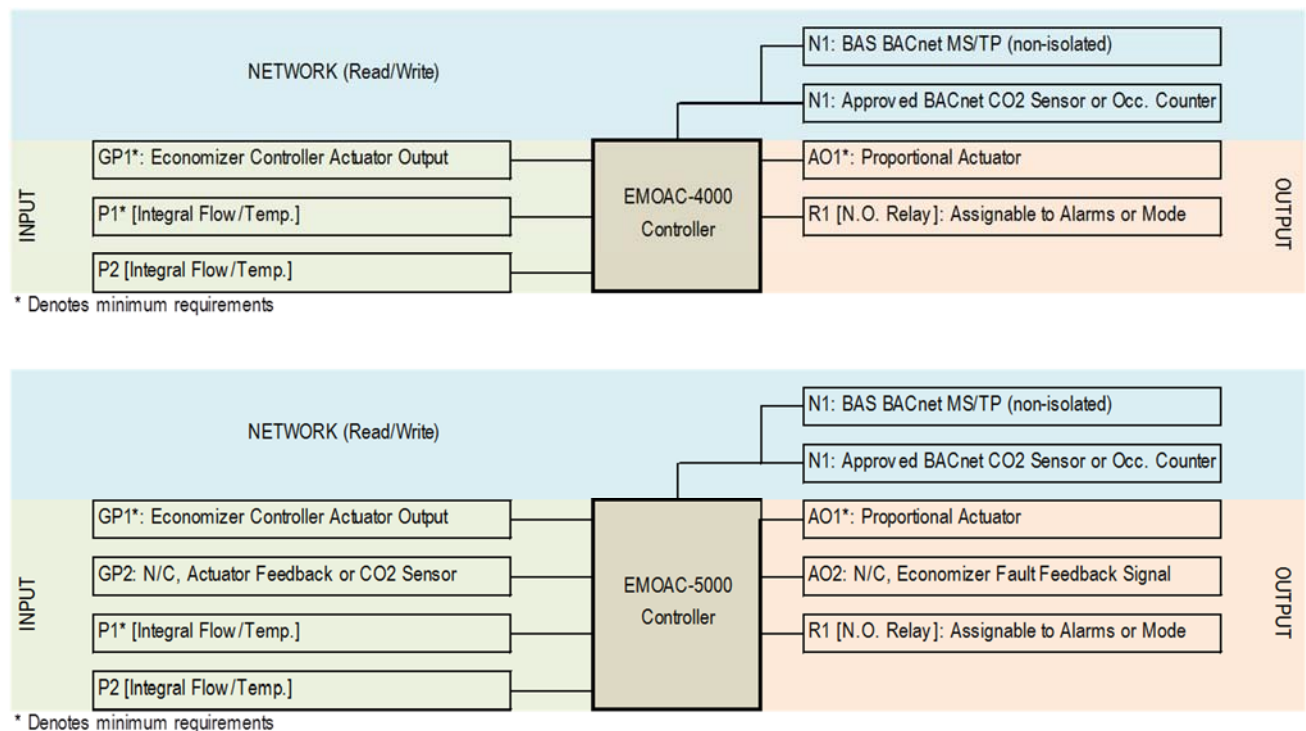 NETWORK (Read/Write)
N1: BAS BACnet MS/TP (non-isolated)
N1: Approved BACnet CO2 Sensor or Occ. Counter
INPUT
GP1*: Economizer Controller Actuator Output
P1* [Integral Flow/Temp.]
P2 [Integral Flow/Temp.]
EMOAC-4000
Controller
AO1*: Proportional Actuator
R1 [N.O. Relay]: Assignable to Alarms or Mode
OUTPUT
* Denotes minimum requirements
NETWORK (Read/Write)
N1: BAS BACnet MS/TP (non-isolated)
N1: Approved BACnet CO2 Sensor or Occ. Counter
INPUT
GP1*: Economizer Controller Actuator Output
GP2: N/C, Actuator Feedback or CO2 Sensor
P1* [Integral Flow/Temp.]
P2 [Integral Flow/Temp.]
EMOAC-5000
Controller
AO1*: Proportional Actuator
AO2: N/C, Economizer Fault Feedback Signal
R1 [N.O. Relay]: Assignable to Alarms or Mode
OUTPUT
* Denotes minimum requirements